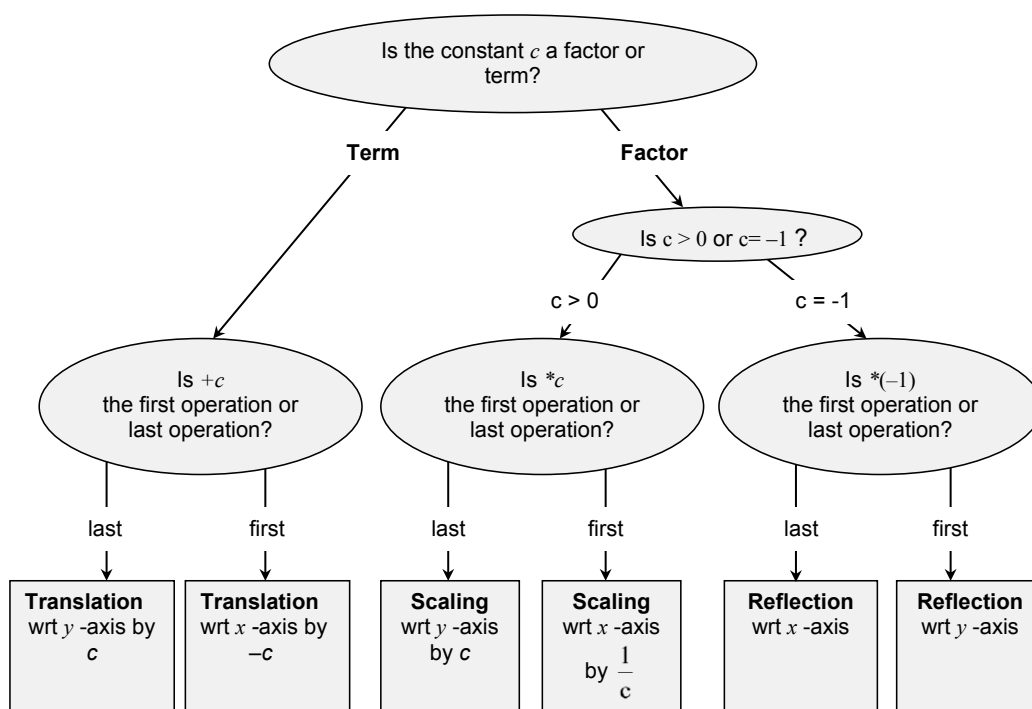 Is the constant c a factor or
term?
Term
Factor
Is c > 0 or c= –1 ?
c > 0
c = -1
Is +c
the first operation or
last operation?
Is *c
the first operation or
last operation?
Is *(–1)
the first operation or
last operation?
last
first
last
first
last
first
Translation
wrt y -axis by
c
Translation
wrt x -axis by
–c
Scaling
wrt y -axis
by c
Scaling
wrt x -axis
by 1/c
Reflection
wrt x -axis
Reflection
wrt y -axis